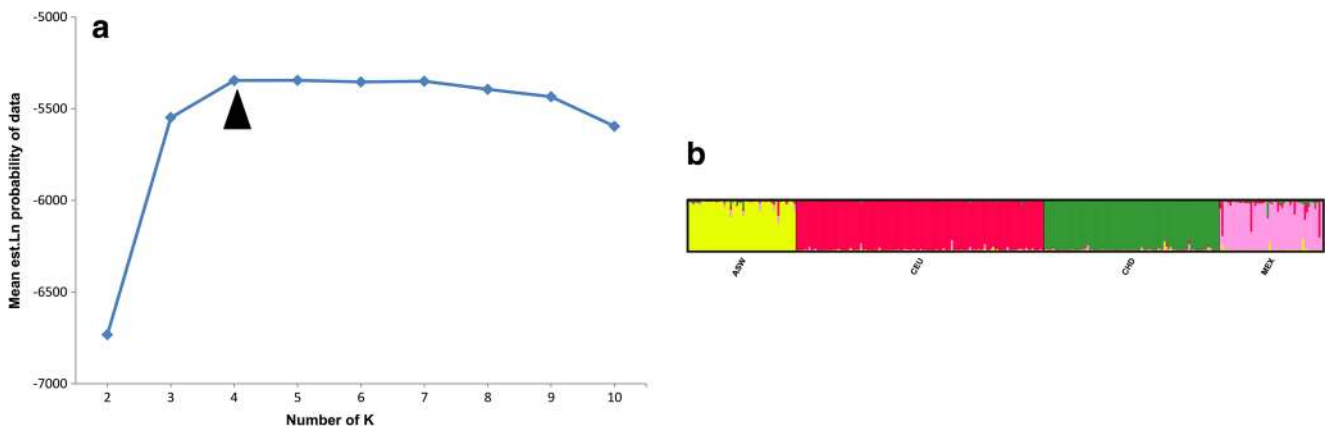 a
-5000
-5500
-6000
-6500
-7000
Mean est.Ln probability of data
2 3 4 5 6 7 8 9 10
Number of K
b
ASW CEU CHD MEX